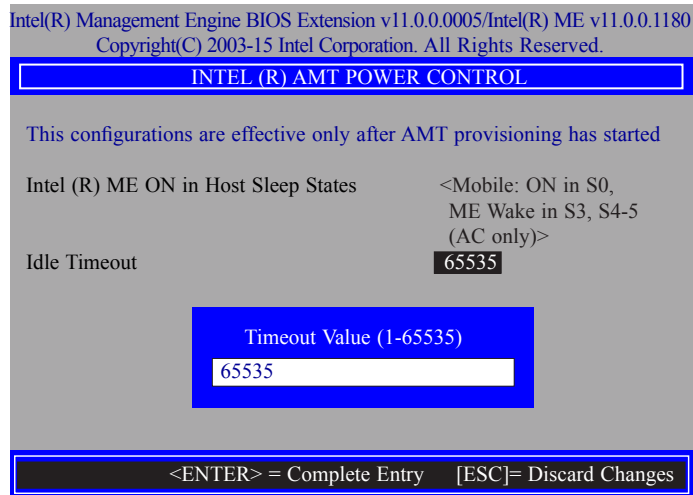 Intel(R) Management Engine BIOS Extension v11.0.0.0005/Intel(R) ME v11.0.0.1180
Copyright(C) 2003-15 Intel Corporation. All Rights Reserved.
INTEL (R) AMT POWER CONTROL
This configurations are effective only after AMT provisioning has started
Intel (R) ME ON in Host Sleep States <Mobile: ON in S0,
ME Wake in S3, S4-5
(AC only)>
Idle Timeout 65535
Timeout Value (1-65535)
65535
<ENTER> = Complete Entry [ESC]= Discard Changes